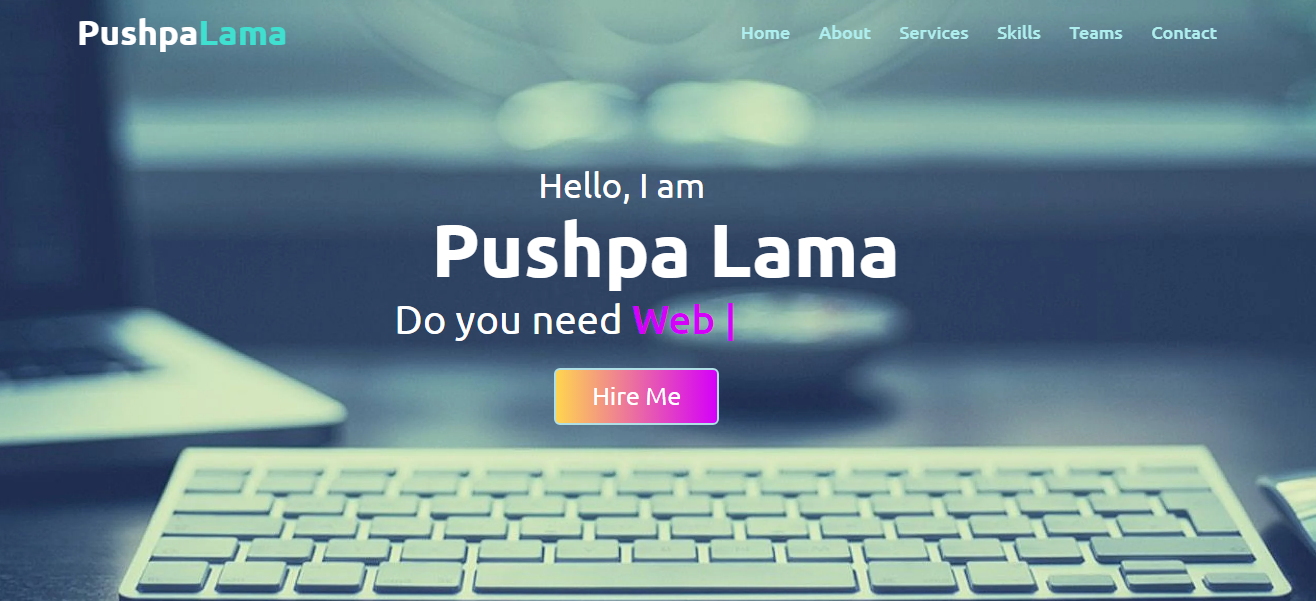 PushpaLama
Home About Services Skills Teams Contact
Hello, I am
Pushpa Lama
Do you need Web |
Hire Me